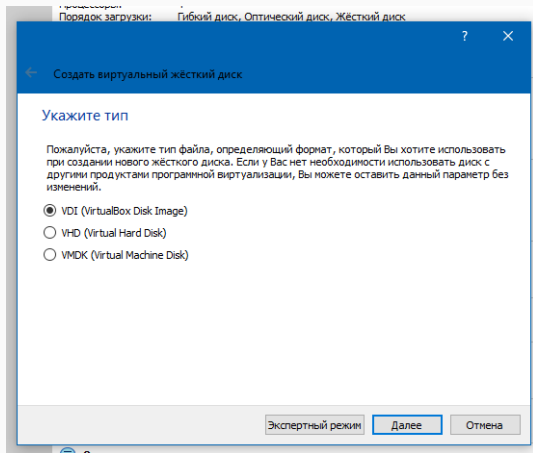 Порядок загрузки: Гибкий диск, Оптический диск, Жёсткий диск
?
Создать виртуальный жёсткий диск
Укажите тип
Пожалуйста, укажите тип файла, определяющий формат, который Вы хотите использовать
при создании нового жёсткого диска. Если у Вас нет необходимости использовать диск с
другими продуктами программной виртуализации, Вы можете оставить данный параметр без
изменений.
VDI (VirtualBox Disk Image)
VHD (Virtual Hard Disk)
VMDK (Virtual Machine Disk)
Экспертный режим Далее Отмена